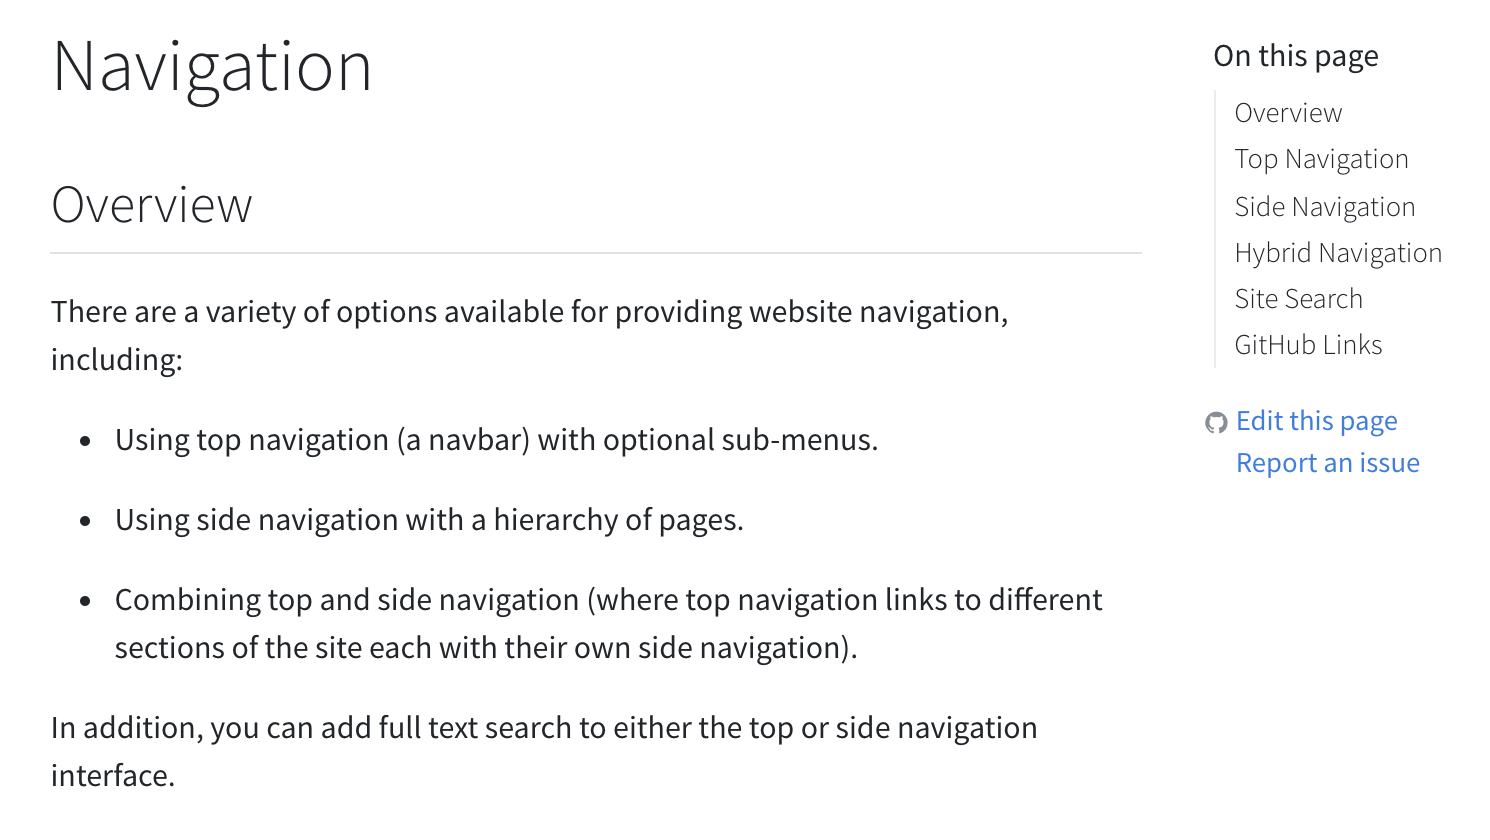 Navigation
Overview
There are a variety of options available for providing website navigation,
including:
• Using top navigation (a navbar) with optional sub-menus.
• Using side navigation with a hierarchy of pages.
• Combining top and side navigation (where top navigation links to different
sections of the site each with their own side navigation).
In addition, you can add full text search to either the top or side navigation
interface.
On this page
Overview
Top Navigation
Side Navigation
Hybrid Navigation
Site Search
GitHub Links
Edit this page
Report an issue